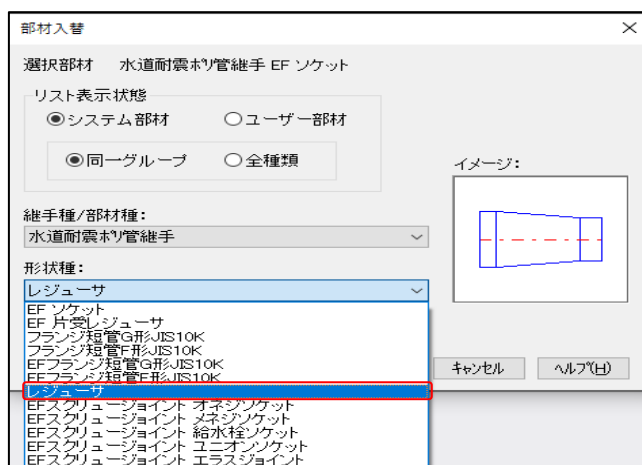 部材入替
選択部材 水道耐震ポリ管継手 EF ソケット
リスト表示状態
システム部材 ユーザー部材
同一グループ 全種類
イメージ:
継手種/部材種:
水道耐震ポリ管継手
形状種:
レジューサ
EF ソケット
EF 片受レジューサ
フランジ短管G形JIS10K
フランジ短管F形JIS10K
EFフランジ短管G形JIS10K
EFフランジ短管F形JIS10K
レジューサ
EFスクリュージョイント オネジソケット
EFスクリュージョイント メネジソケット
EFスクリュージョイント 給水栓ソケット
EFスクリュージョイント ユニオンソケット
EFスクリュージョイント エラスジョイント
キャンセル ヘルプ(H)